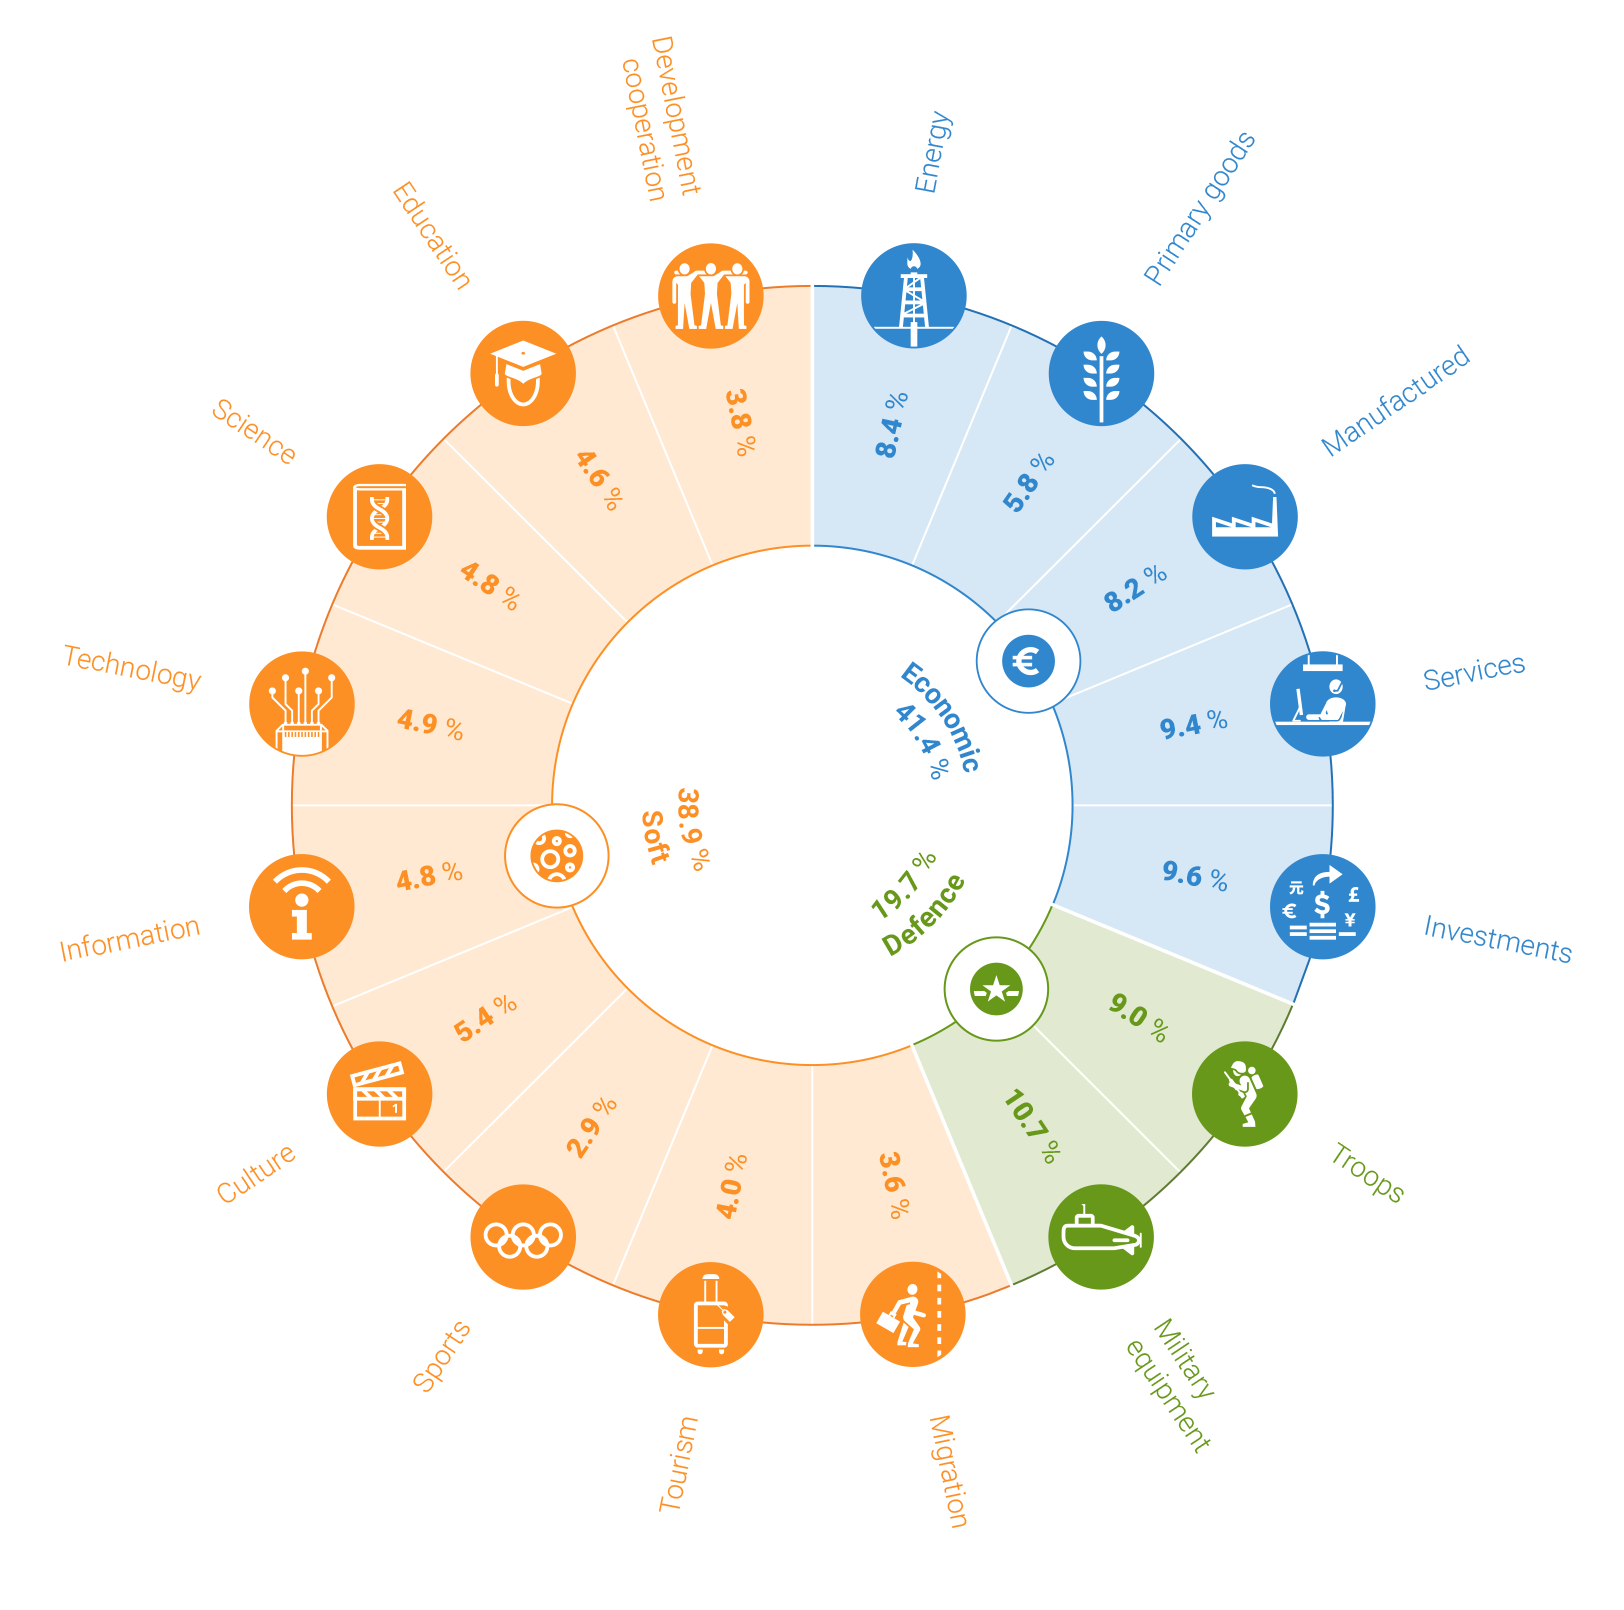 Energy
8.4 %
Primary goods
5.8 %
Manufactured
8.2 %
Services
9.4 %
Investments
9.6 %
元
€
$
£
¥
Troops
9.0 %
Military
equipment
10.7 %
Migration
3.6 %
Tourism
4.0 %
Sports
2.9 %
Culture
5.4 %
1
Information
4.8 %
i
Technology
4.9 %
Science
4.8 %
Education
4.6 %
Development
cooperation
3.8 %
€
Economic
41.4 %
19.7 %
Defence
38.9 %
Soft